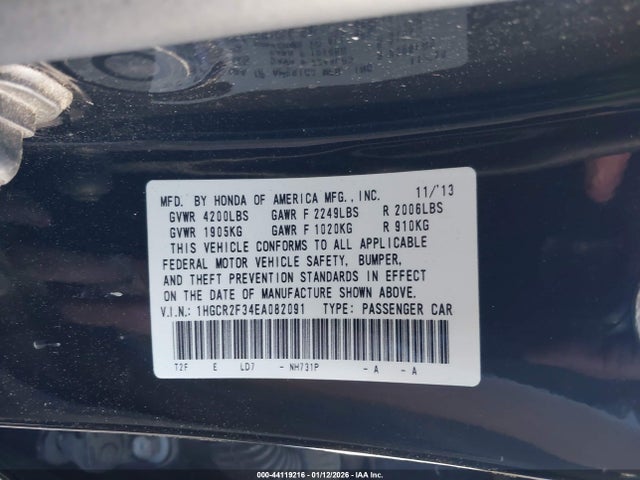 MFD. BY HONDA OF AMERICA MFG., INC. 11/'13
GVWR 4200LBS GAWR F 2249LBS R 2006LBS
GVWR 1905KG GAWR F 1020KG R 910KG
THIS VEHICLE CONFORMS TO ALL APPLICABLE
FEDERAL MOTOR VEHICLE SAFETY, BUMPER,
AND THEFT PREVENTION STANDARDS IN EFFECT
ON THE DATE OF MANUFACTURE SHOWN ABOVE.
V.I.N.: 1HGCR2F34EA082091 TYPE: PASSENGER CAR
T2F E LD7 - NH731P - A - A
000-44119216 - 01/12/2026 - IAA Inc.